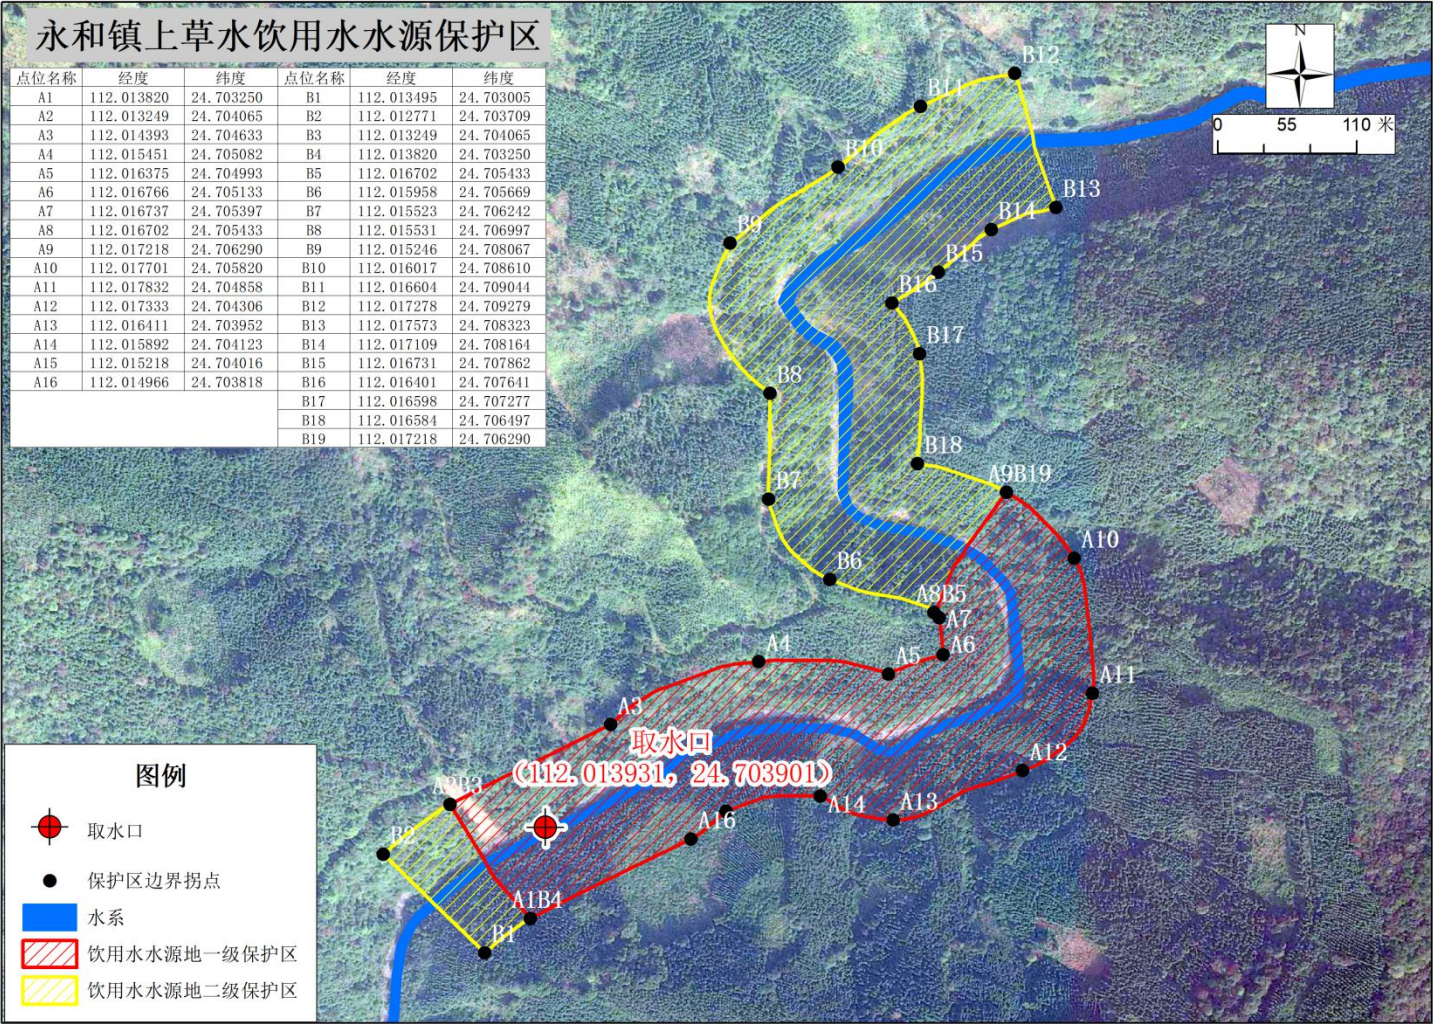 永和镇上草水饮用水水源保护区
点位名称 经度 纬度 点位名称 经度 纬度
A1 112.013820 24.703250 B1 112.013495 24.703005
A2 112.013249 24.704065 B2 112.012771 24.703709
A3 112.014393 24.704633 B3 112.013249 24.704065
A4 112.015451 24.705082 B4 112.013820 24.703250
A5 112.016375 24.704993 B5 112.016702 24.705433
A6 112.016766 24.705133 B6 112.015958 24.705669
A7 112.016737 24.705397 B7 112.015523 24.706242
A8 112.016702 24.705433 B8 112.015531 24.706997
A9 112.017218 24.706290 B9 112.015246 24.708067
A10 112.017701 24.705820 B10 112.016017 24.708610
A11 112.017832 24.704858 B11 112.016604 24.709044
A12 112.017333 24.704306 B12 112.017278 24.709279
A13 112.016411 24.703952 B13 112.017573 24.708323
A14 112.015892 24.704123 B14 112.017109 24.708164
A15 112.015218 24.704016 B15 112.016731 24.707862
A16 112.014966 24.703818 B16 112.016401 24.707641
B17 112.016598 24.707277
B18 112.016584 24.706497
B19 112.017218 24.706290
N
0 55 110 米
B12
B11
B10
B13
B14
B9
B15
B16
B17
B8
B18
A9B19
B7
A10
B6
A8B5
A7
A6
A4
A5
A11
A3
取水口
(112.013931, 24.703901)
A12
A2B3
A14
A13
A16
B2
A1B4
B1
图例
取水口
保护区边界拐点
水系
饮用水水源地一级保护区
饮用水水源地二级保护区